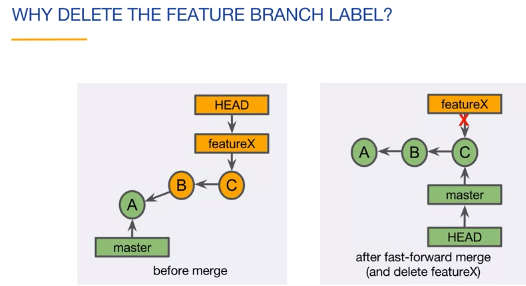 WHY DELETE THE FEATURE BRANCH LABEL?
HEAD
featureX
B
C
A
master
before merge
featureX
A
B
C
master
HEAD
after fast-forward merge
(and delete featureX)